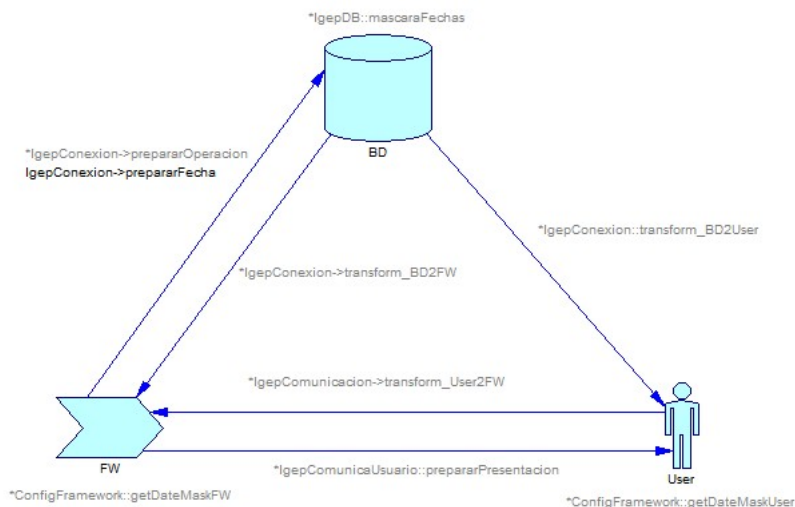 *IgepDB::mascaraFechas
BD
*IgepConexion->prepararOperacion
IgepConexion->prepararFecha
*IgepConexion::transform_BD2User
*IgepConexion->transform_BD2FW
*IgepComunicacion->transform_User2FW
FW
*IgepComunicaUsuario::prepararPresentacion
User
*ConfigFramework::getDateMaskFW
*ConfigFramework::getDateMaskUser